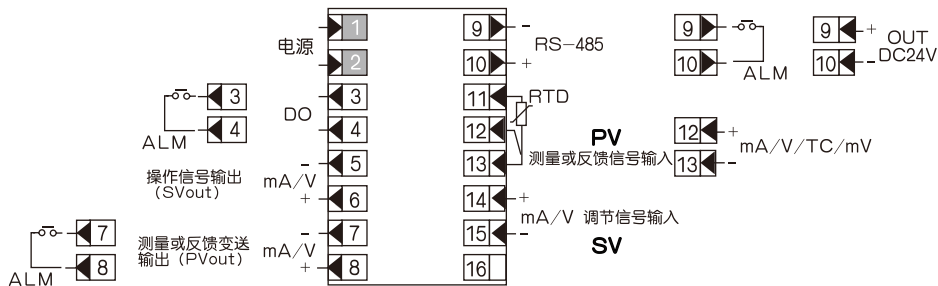 电源
1
2
3
4
5
6
7
8
DO
- mA/V +
- mA/V +
3
4
ALM
操作信号输出
(SVout)
7
8
ALM
测量或反馈变送
输出(PVout)
9
10
11
12
13
14
15
16
- RS-485 +
RTD
PV
测量或反馈信号输入
+ mA/V 调节信号输入 -
SV
9
10
ALM
9 +
10 -
OUT
DC24V
12 +
13 -
mA/V/TC/mV